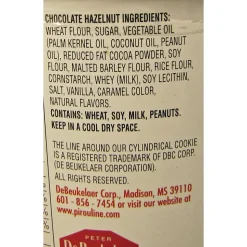 CHOCOLATE HAZELNUT INGREDIENTS:
WHEAT FLOUR, SUGAR, VEGETABLE OIL
(PALM KERNEL OIL, COCONUT OIL, PEANUT
OIL), REDUCED FAT COCOA POWDER, SOY
FLOUR, MALTED BARLEY FLOUR, RICE FLOUR,
CORNSTARCH, WHEY (MILK), SOY LECITHIN,
SALT, VANILLA, CARAMEL COLOR,
NATURAL FLAVORS.
CONTAINS: WHEAT, SOY, MILK, PEANUTS.
KEEP IN A COOL DRY SPACE.
THE LINE AROUND OUR CYLINDRICAL COOKIE
IS A REGISTERED TRADEMARK OF DBC CORP.
(DE BEUKELAER CORPORATION).
ALL RIGHTS RESERVED.
DeBeukelaer Corp., Madison, MS 39110
601 - 856 - 7454 or visit our website at
www.pirouline.com
PETER